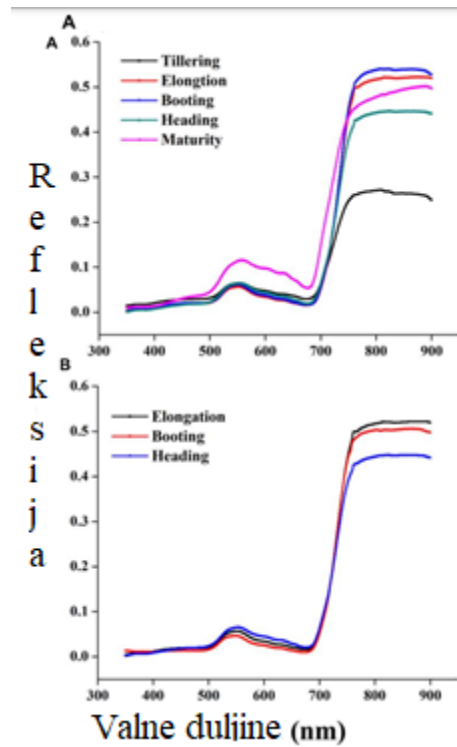 A
A
0.6
0.5
0.4
0.3
0.2
0.1
0.0
Tillering
Elongtion
Booting
Heading
Maturity
300 400 500 600 700 800 900
B
0.6
0.5
0.4
0.3
0.2
0.1
0.0
Elongation
Booting
Heading
300 400 500 600 700 800 900
Refleksija
Valne duljine (nm)